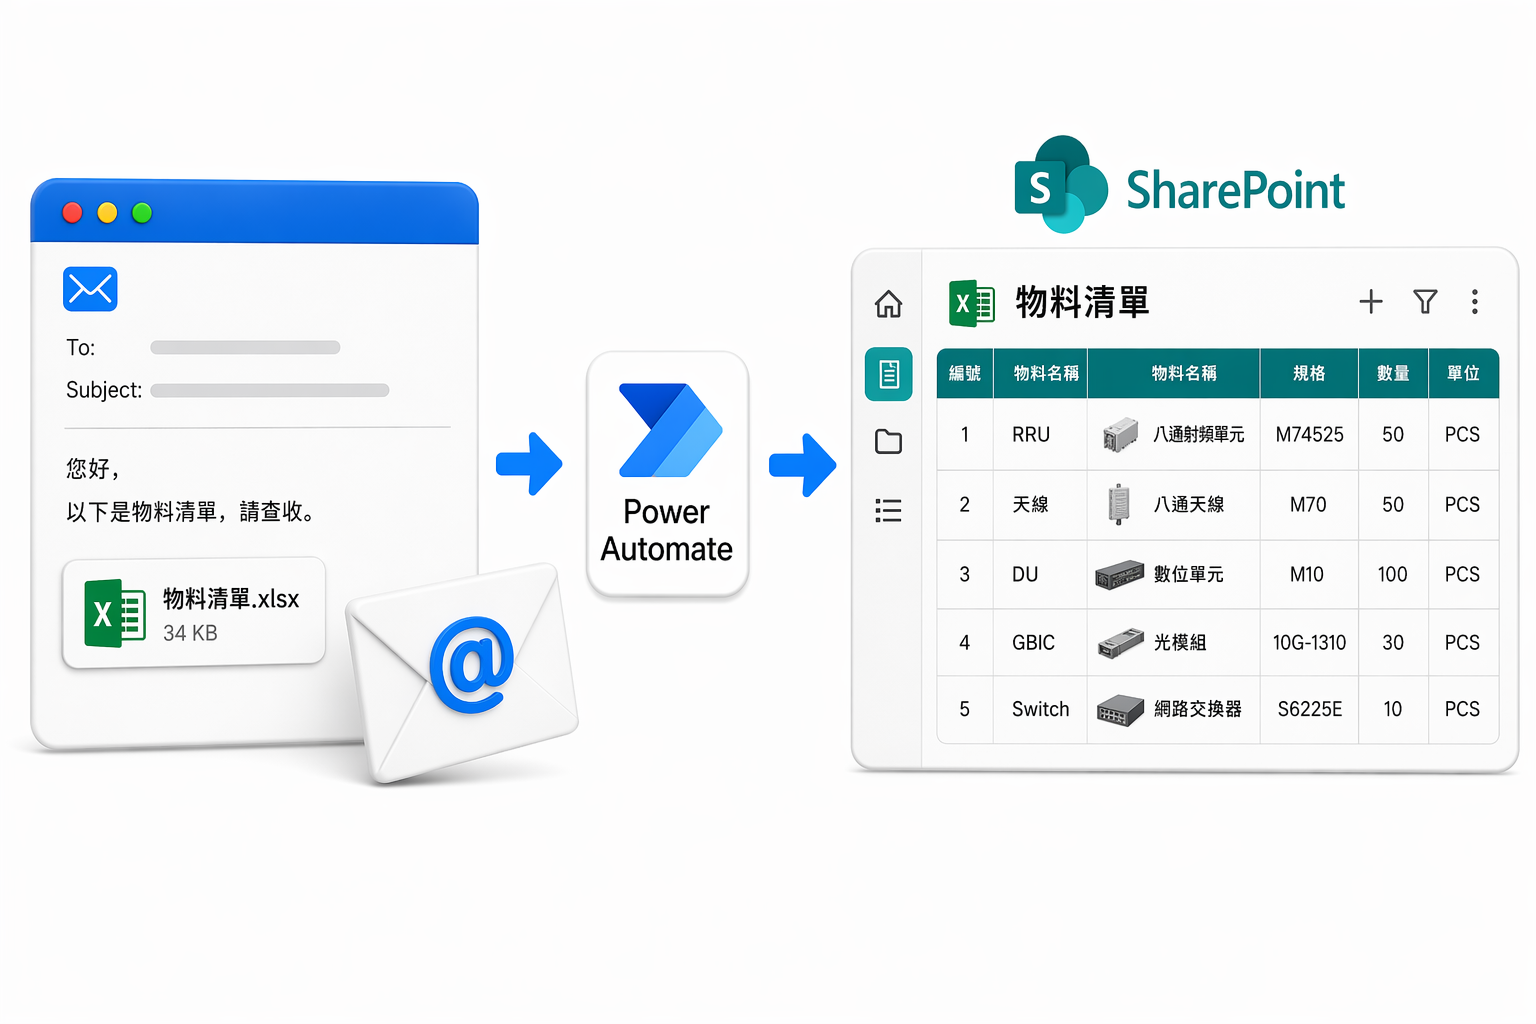 To:
Subject:
您好，
以下是物料清單，請查收。
物料清單.xlsx
34 KB
@
Power
Automate
SharePoint
物料清單
編號 物料名稱 物料名稱 規格 數量 單位
1 RRU 八通射頻單元 M74525 50 PCS
2 天線 八通天線 M70 50 PCS
3 DU 數位單元 M10 100 PCS
4 GBIC 光模組 10G-1310 30 PCS
5 Switch 網路交換器 S6225E 10 PCS